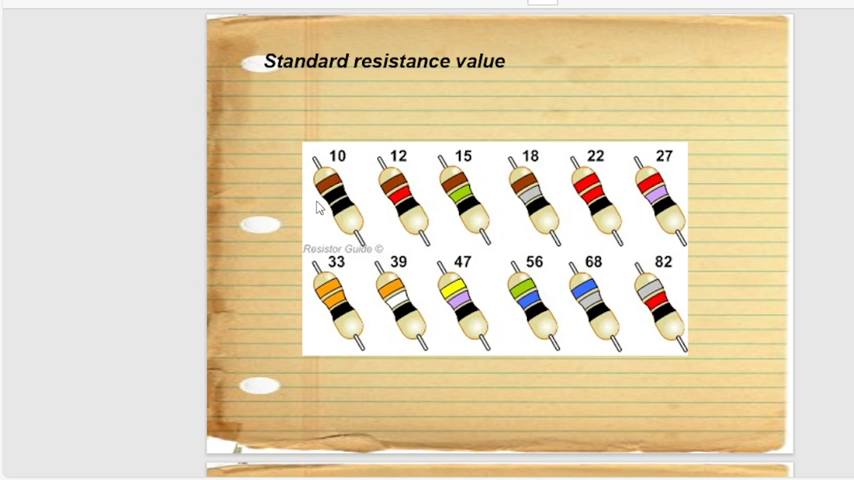 Standard resistance value
10 12 15 18 22 27
Resistor Guide ©
33 39 47 56 68 82